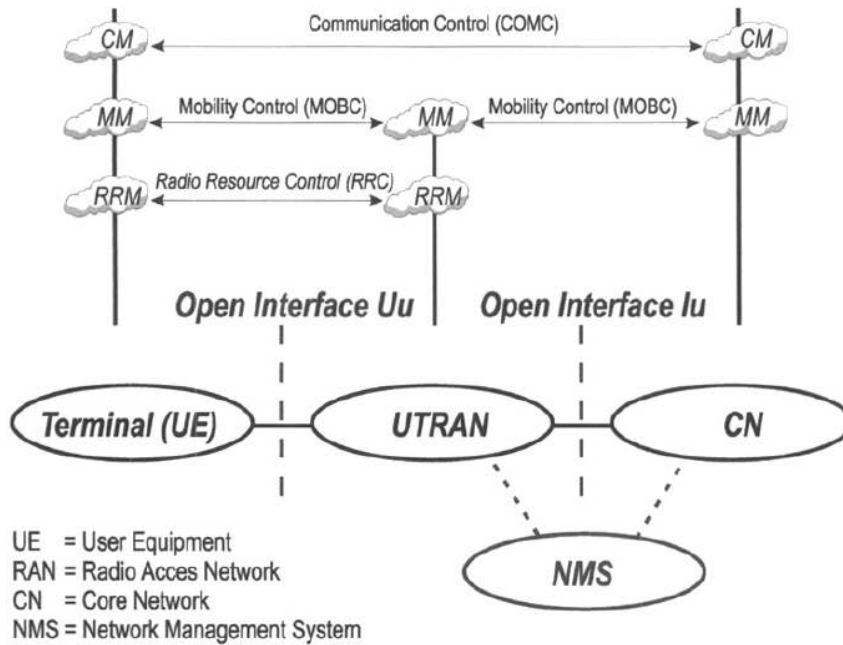 Communication Control (COMC)
CM CM
Mobility Control (MOBC) Mobility Control (MOBC)
MM MM MM
Radio Resource Control (RRC)
RRM RRM
Open Interface Uu Open Interface Iu
Terminal (UE) UTRAN CN
UE = User Equipment
RAN = Radio Acces Network
CN = Core Network
NMS = Network Management System
NMS